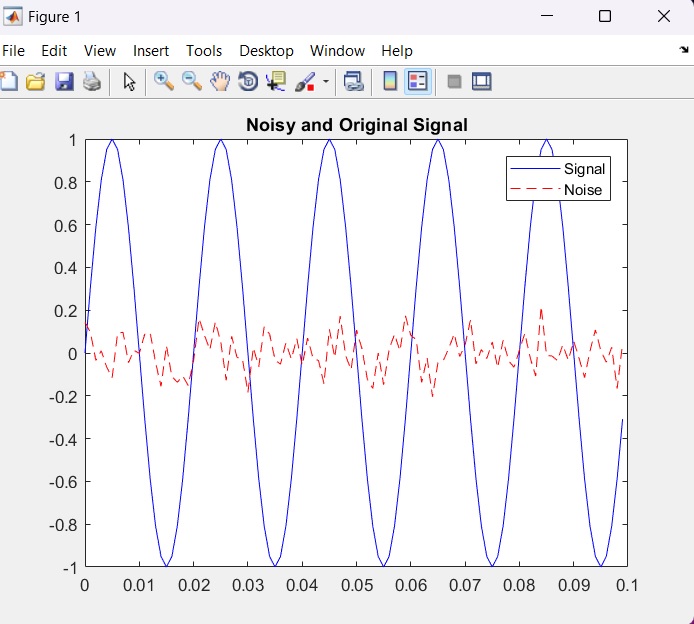 Figure 1
File Edit View Insert Tools Desktop Window Help
Noisy and Original Signal
1
0.8
0.6
0.4
0.2
0
-0.2
-0.4
-0.6
-0.8
-1
Signal
Noise
0 0.01 0.02 0.03 0.04 0.05 0.06 0.07 0.08 0.09 0.1